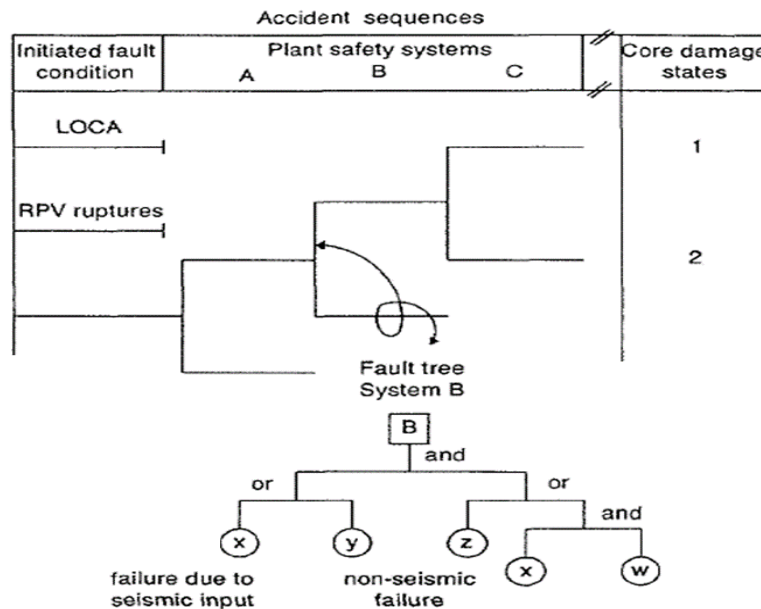 Accident sequences
Initiated fault condition
Plant safety systems
A B C
Core damage states
LOCA
1
RPV ruptures
2
Fault tree
System B
B
and
or
or
and
x
y
z
x
w
failure due to
seismic input
non-seismic
failure